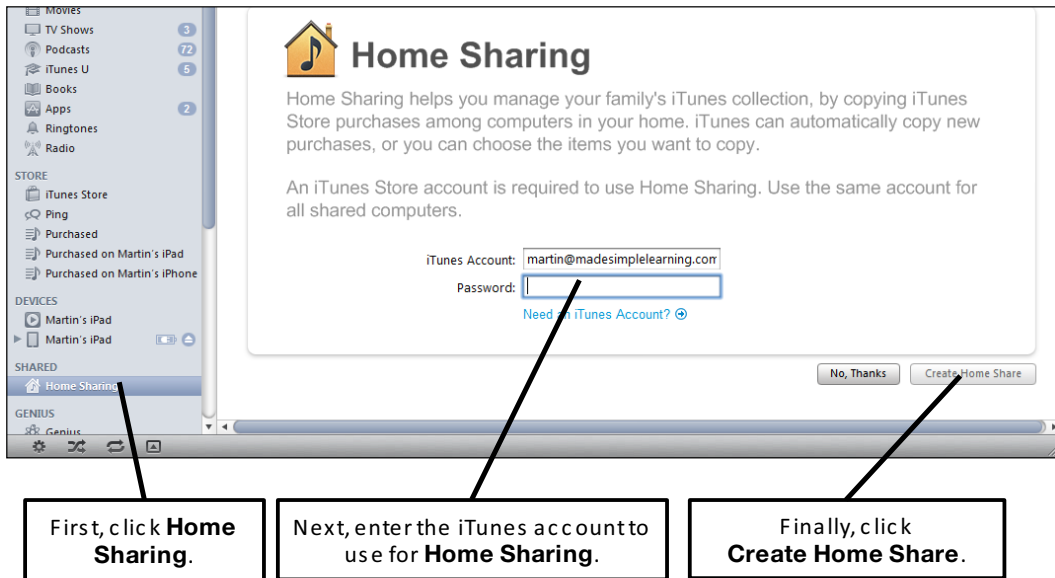 Movies
TV Shows 3
Podcasts 72
iTunes U 5
Books
Apps 2
Ringtones
Radio
STORE
iTunes Store
Ping
Purchased
Purchased on Martin's iPad
Purchased on Martin's iPhone
DEVICES
Martin's iPad
Martin's iPad
SHARED
Home Sharing
GENIUS
Genius
Home Sharing
Home Sharing helps you manage your family's iTunes collection, by copying iTunes
Store purchases among computers in your home. iTunes can automatically copy new
purchases, or you can choose the items you want to copy.
An iTunes Store account is required to use Home Sharing. Use the same account for
all shared computers.
iTunes Account: martin@madesimplelearning.com
Password:
Need an iTunes Account?
No, Thanks Create Home Share
First, click Home
Sharing.
Next, enter the iTunes account to
use for Home Sharing.
Finally, click
Create Home Share.